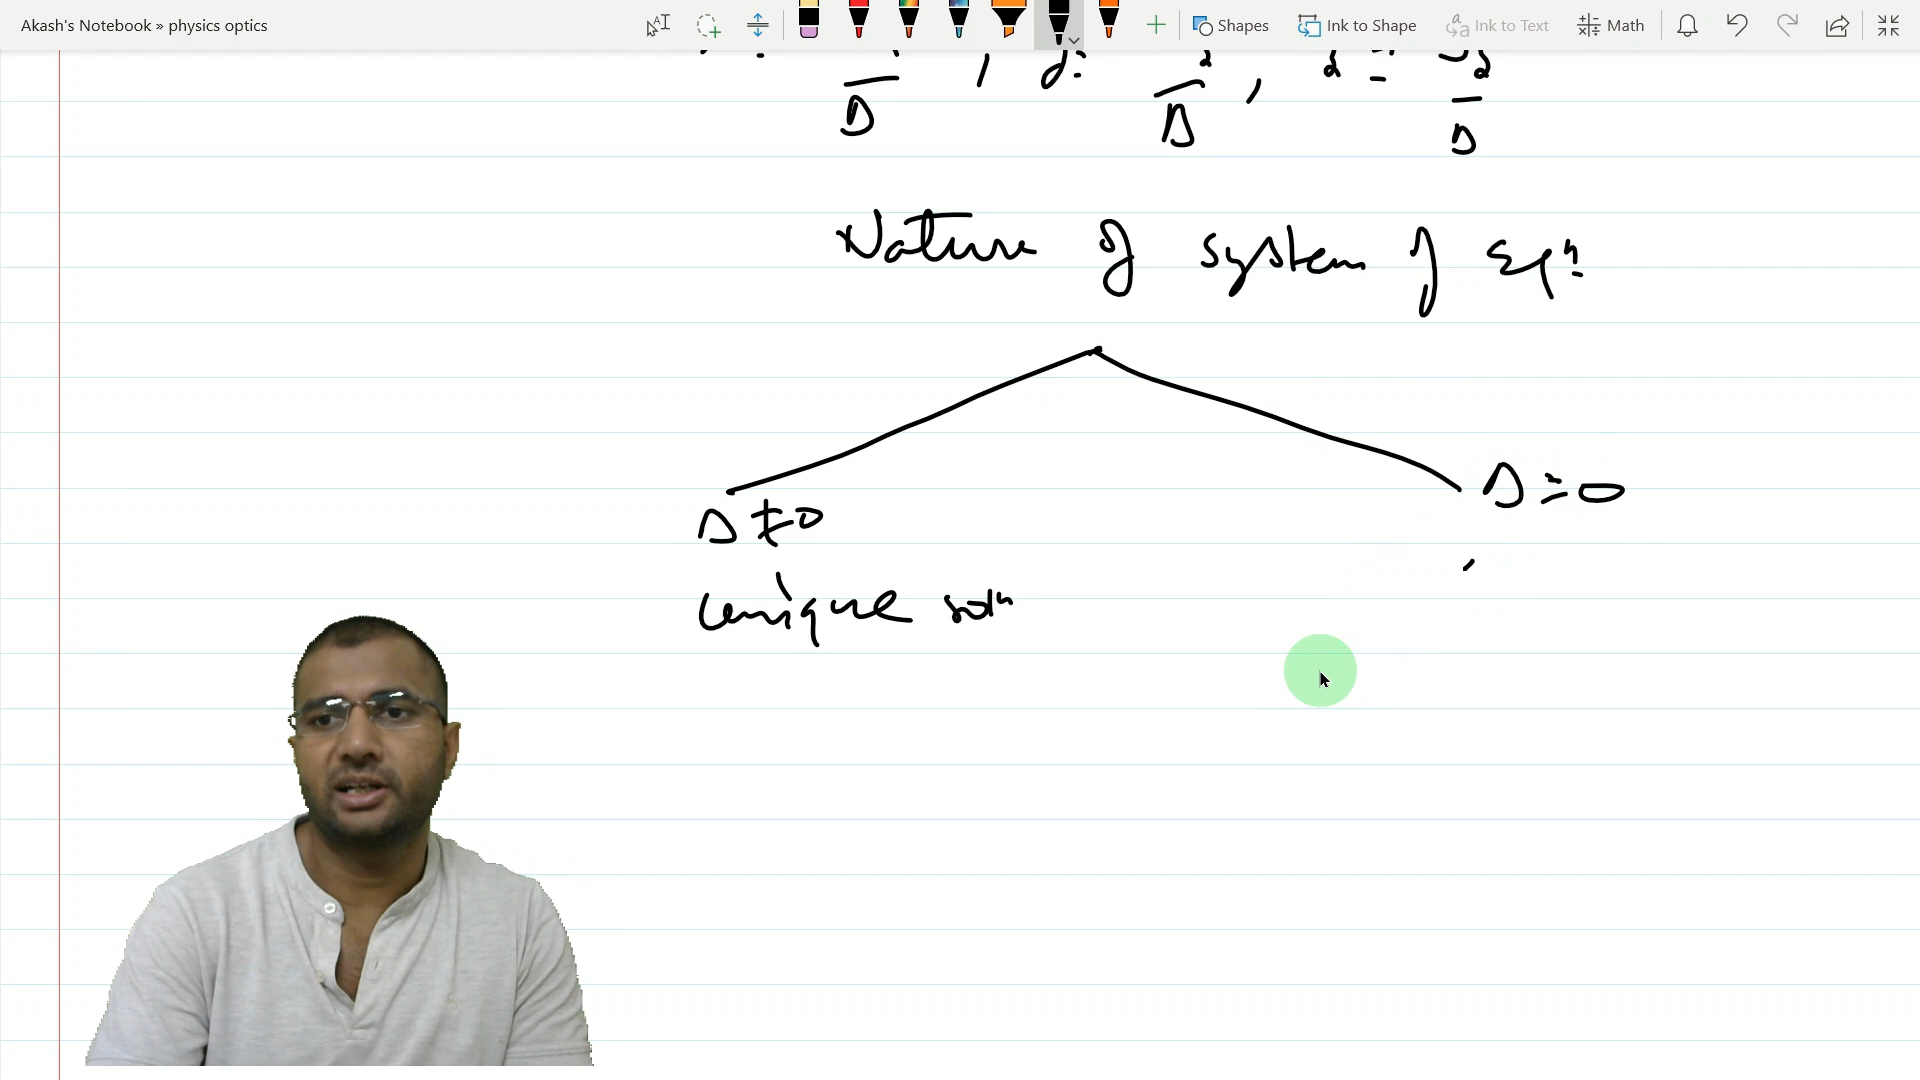 Akash's Notebook » physics optics
Shapes
Ink to Shape
Ink to Text
Math
D , D , D
Nature of system of Eqn
D ≠ 0
D = 0
unique soln